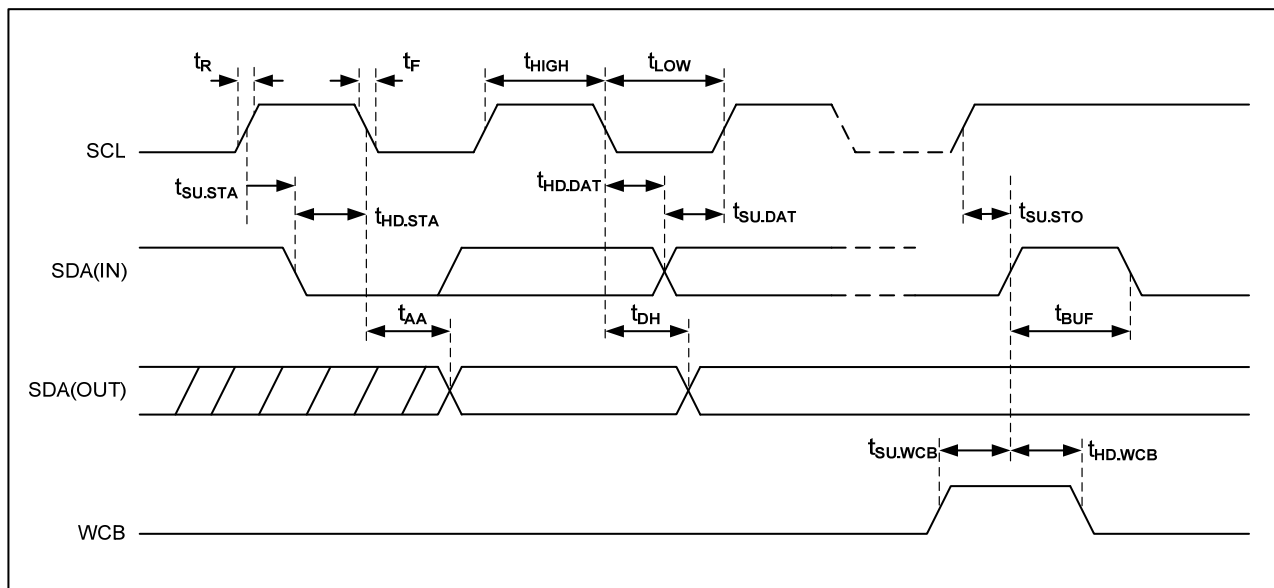 tR tF tHIGH tLOW
SCL
tSU.STA tHD.STA tHD.DAT tSU.DAT tSU.STO
SDA(IN)
tAA tDH tBUF
SDA(OUT)
tSU.WCB tHD.WCB
WCB